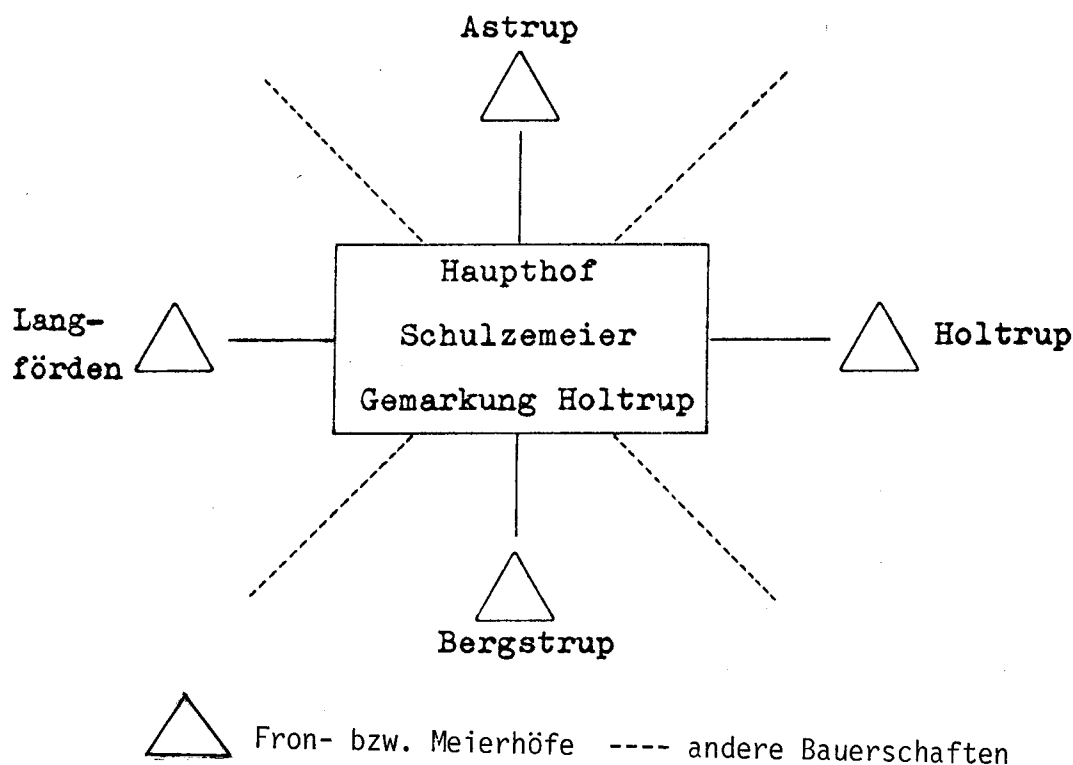 Astrup
Haupthof
Lang-
förden
Schulzemeier
Holtrup
Gemarkung Holtrup
Bergstrup
Fron- bzw. Meierhöfe ---- andere Bauerschaften